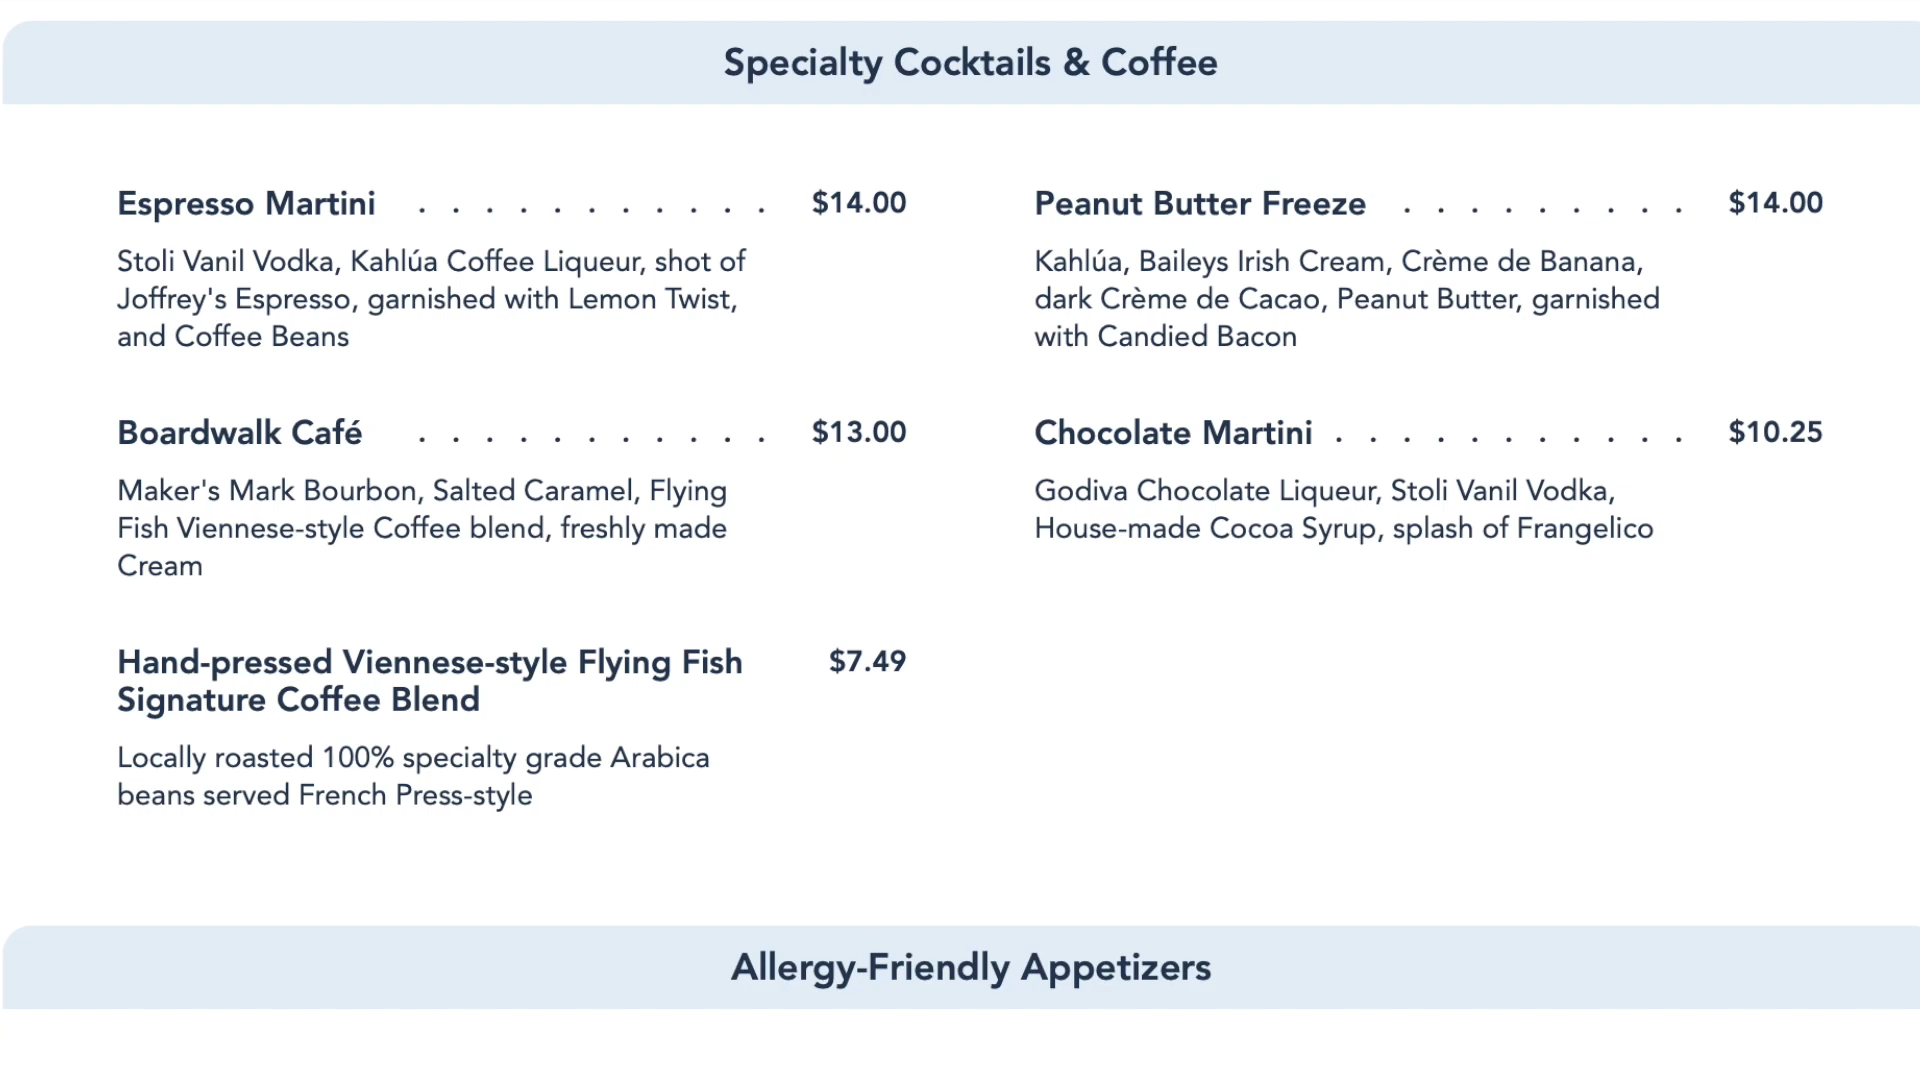 Specialty Cocktails & Coffee
Espresso Martini . . . . . . . . . . . $14.00
Stoli Vanil Vodka, Kahlúa Coffee Liqueur, shot of
Joffrey's Espresso, garnished with Lemon Twist,
and Coffee Beans
Peanut Butter Freeze . . . . . . . . . $14.00
Kahlúa, Baileys Irish Cream, Crème de Banana,
dark Crème de Cacao, Peanut Butter, garnished
with Candied Bacon
Boardwalk Café . . . . . . . . . . . $13.00
Maker's Mark Bourbon, Salted Caramel, Flying
Fish Viennese-style Coffee blend, freshly made
Cream
Chocolate Martini . . . . . . . . . . . $10.25
Godiva Chocolate Liqueur, Stoli Vanil Vodka,
House-made Cocoa Syrup, splash of Frangelico
Hand-pressed Viennese-style Flying Fish $7.49
Signature Coffee Blend
Locally roasted 100% specialty grade Arabica
beans served French Press-style
Allergy-Friendly Appetizers